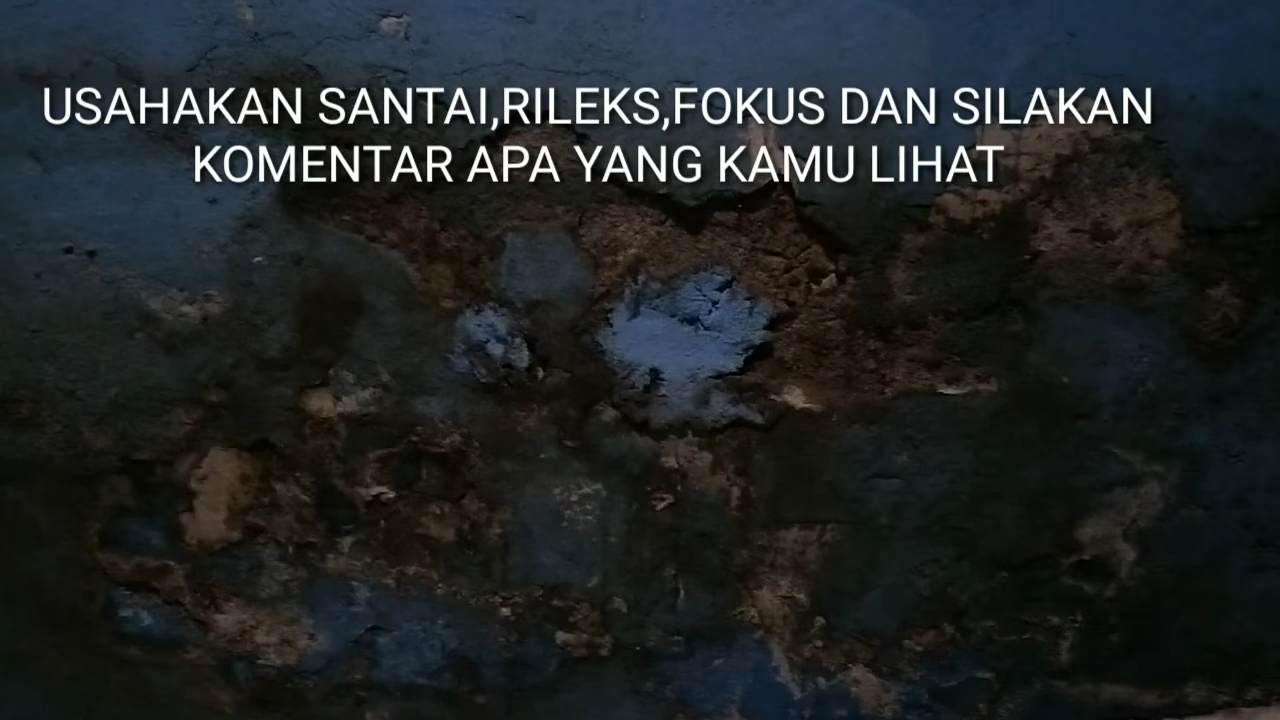 USAHAKAN SANTAI,RILEKS,FOKUS DAN SILAKAN
KOMENTAR APA YANG KAMU LIHAT